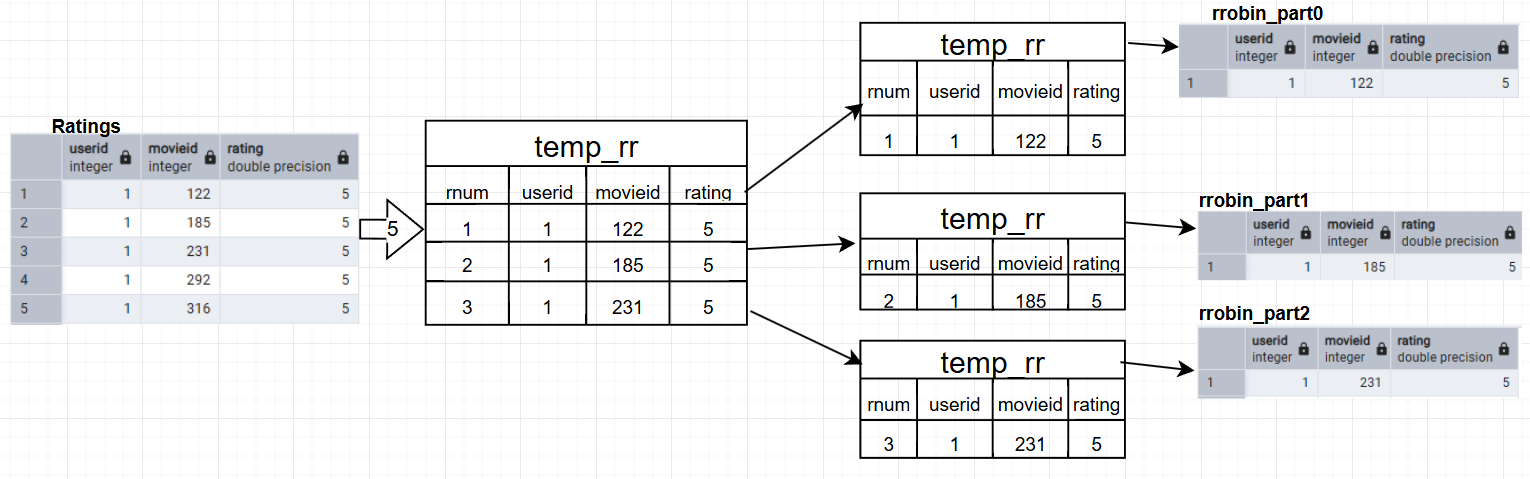 Ratings
userid movieid rating
integer integer double precision
1 1 122 5
2 1 185 5
3 1 231 5
4 1 292 5
5 1 316 5
5
temp_rr
rnum userid movieid rating
1 1 122 5
2 1 185 5
3 1 231 5
temp_rr
rnum userid movieid rating
1 1 122 5
rrobin_part0
userid movieid rating
integer integer double precision
1 1 122 5
temp_rr
rnum userid movieid rating
2 1 185 5
rrobin_part1
userid movieid rating
integer integer double precision
1 1 185 5
temp_rr
rnum userid movieid rating
3 1 231 5
rrobin_part2
userid movieid rating
integer integer double precision
1 1 231 5